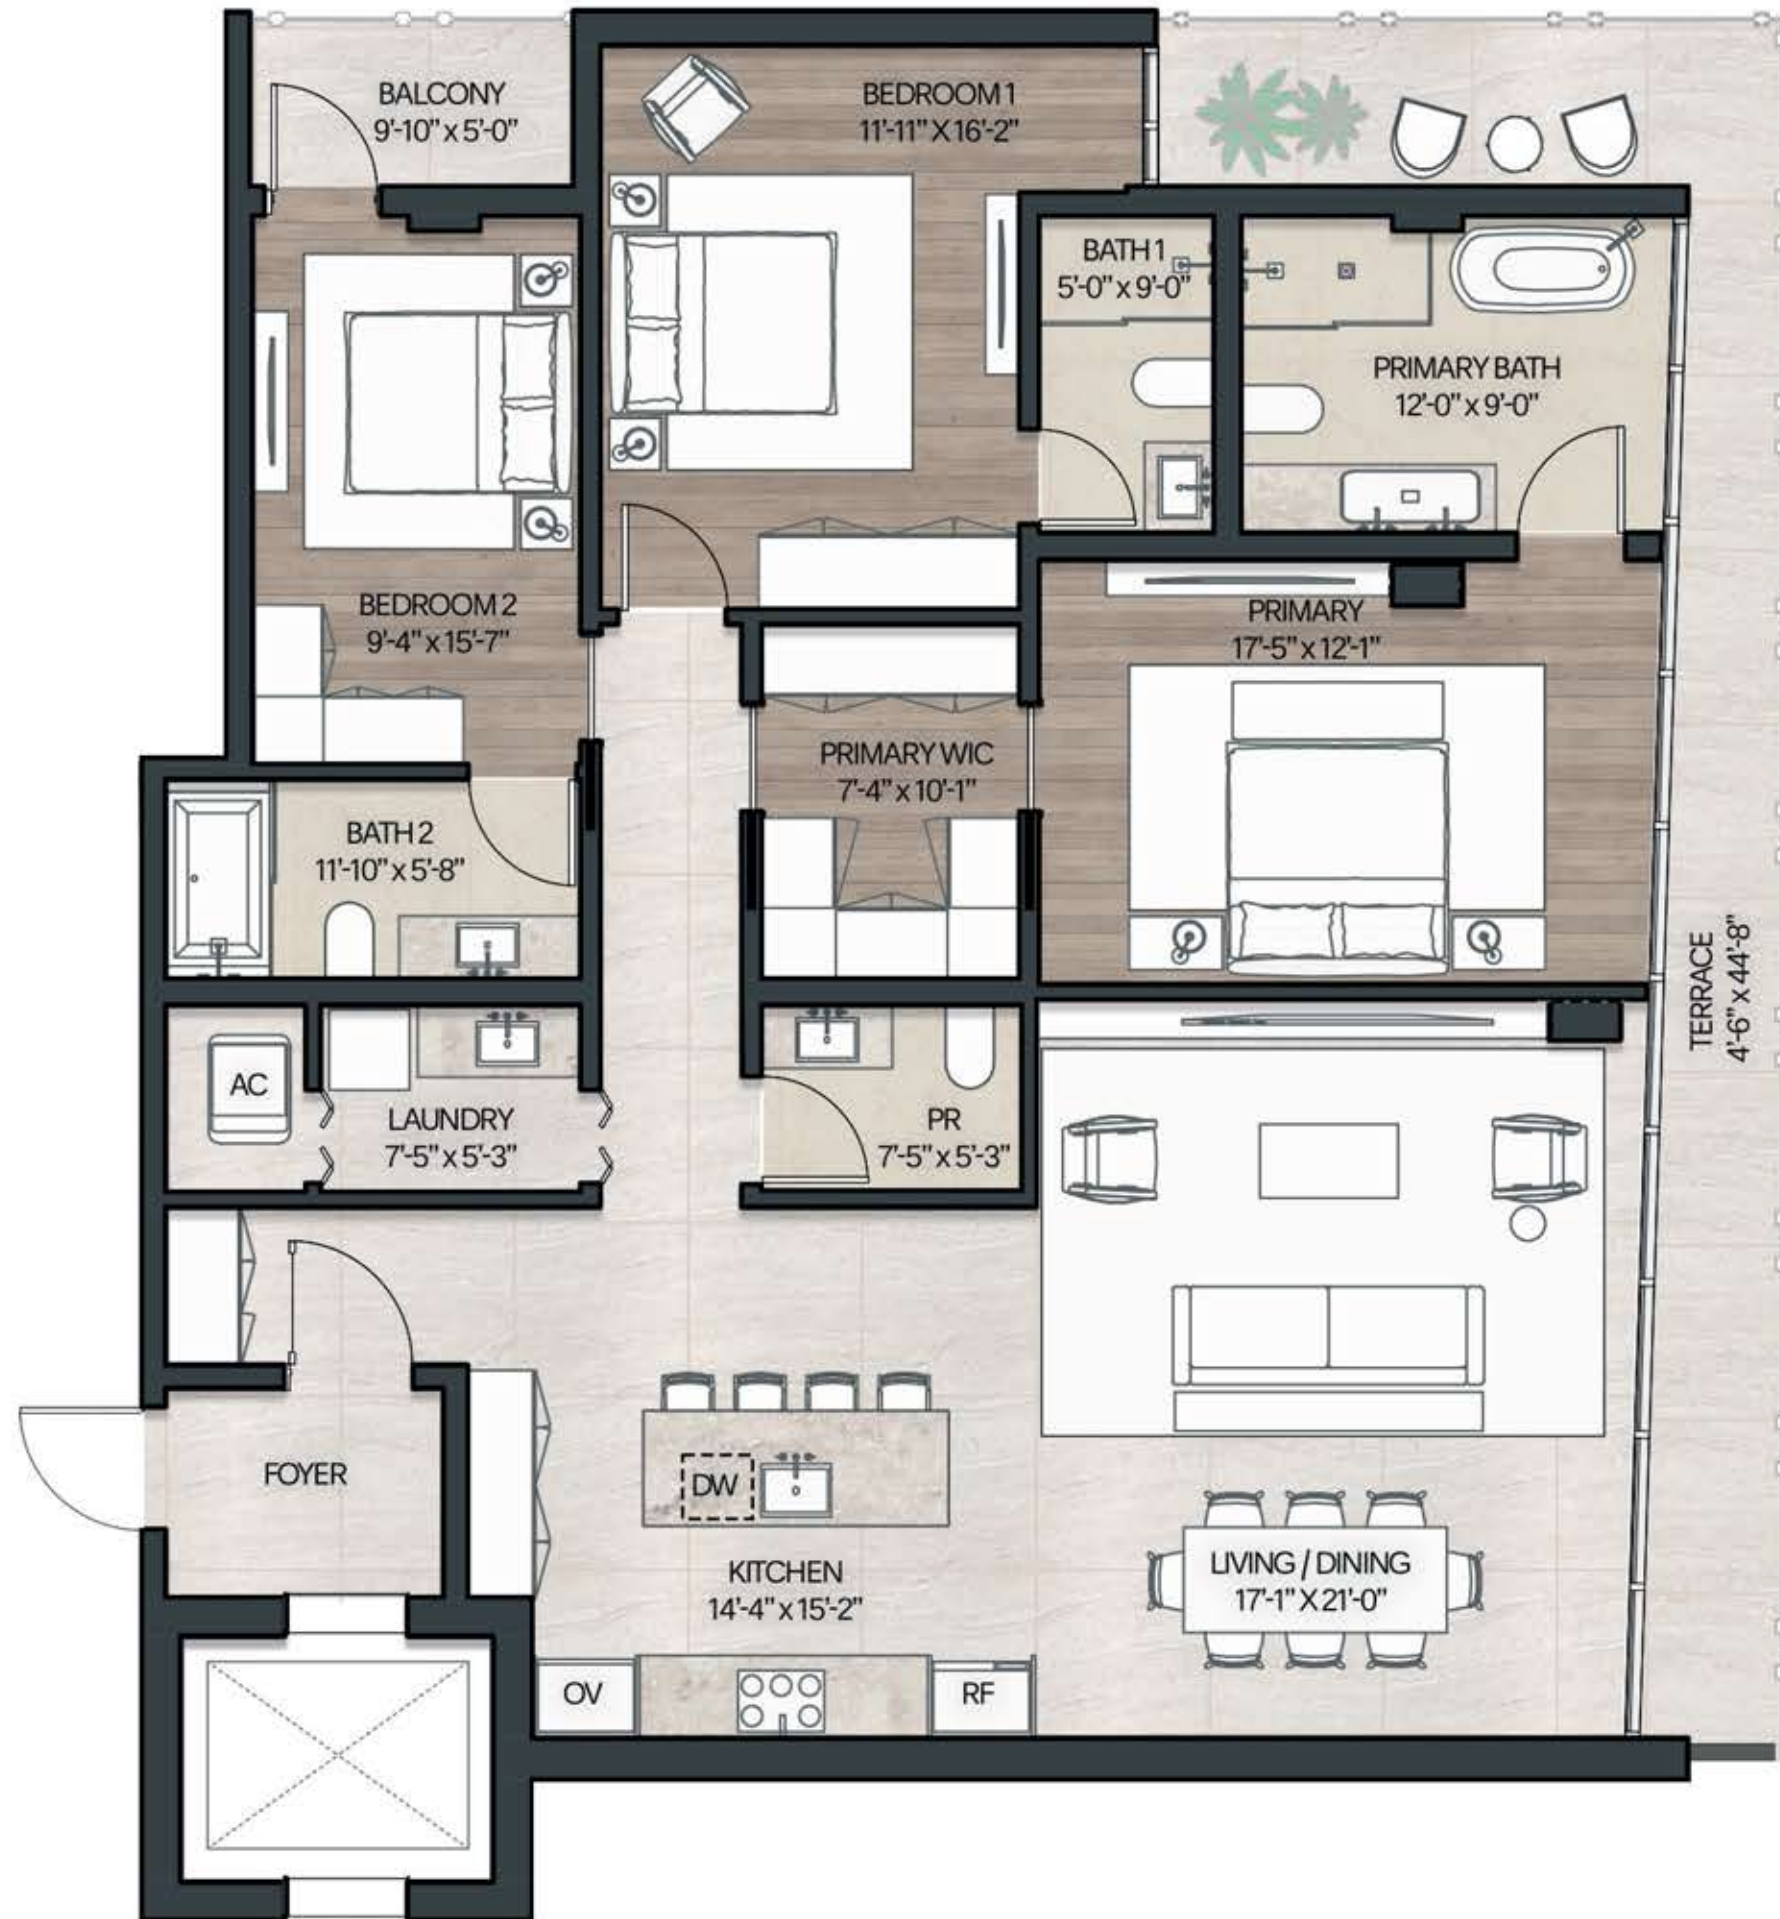 BALCONY
9'-10" x 5'-0"
BEDROOM 1
11'-11" X 16'-2"
BATH 1
5'-0" x 9'-0"
PRIMARY BATH
12'-0" x 9'-0"
BEDROOM 2
9'-4" x 15'-7"
PRIMARY
17'-5" x 12'-1"
PRIMARY WIC
7'-4" x 10'-1"
BATH 2
11'-10" x 5'-8"
TERRACE
4'-6" x 44'-8"
AC
LAUNDRY
7'-5" x 5'-3"
PR
7'-5" x 5'-3"
FOYER
DW
KITCHEN
14'-4" x 15'-2"
LIVING / DINING
17'-1" X 21'-0"
OV
RF